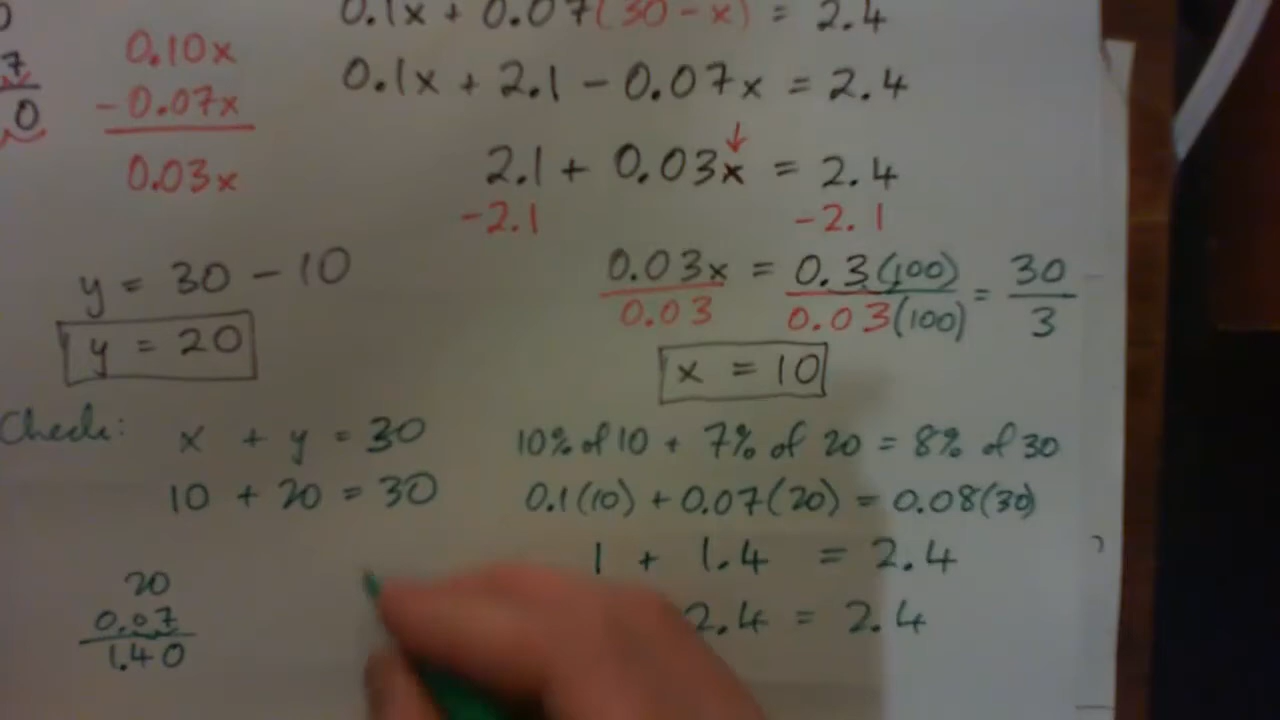 0.1x + 0.07(30 - x) = 2.4
0.10x
- 0.07x
0.03x
7
0
0.1x + 2.1 - 0.07x = 2.4
2.1 + 0.03x = 2.4
-2.1 -2.1
0.03x = 0.3(100) = 30
0.03 0.03(100) 3
x = 10
y = 30 - 10
y = 20
Check: x + y = 30
10 + 20 = 30
10% of 10 + 7% of 20 = 8% of 30
0.1(10) + 0.07(20) = 0.08(30)
1 + 1.4 = 2.4
2.4 = 2.4
20
0.07
1.40